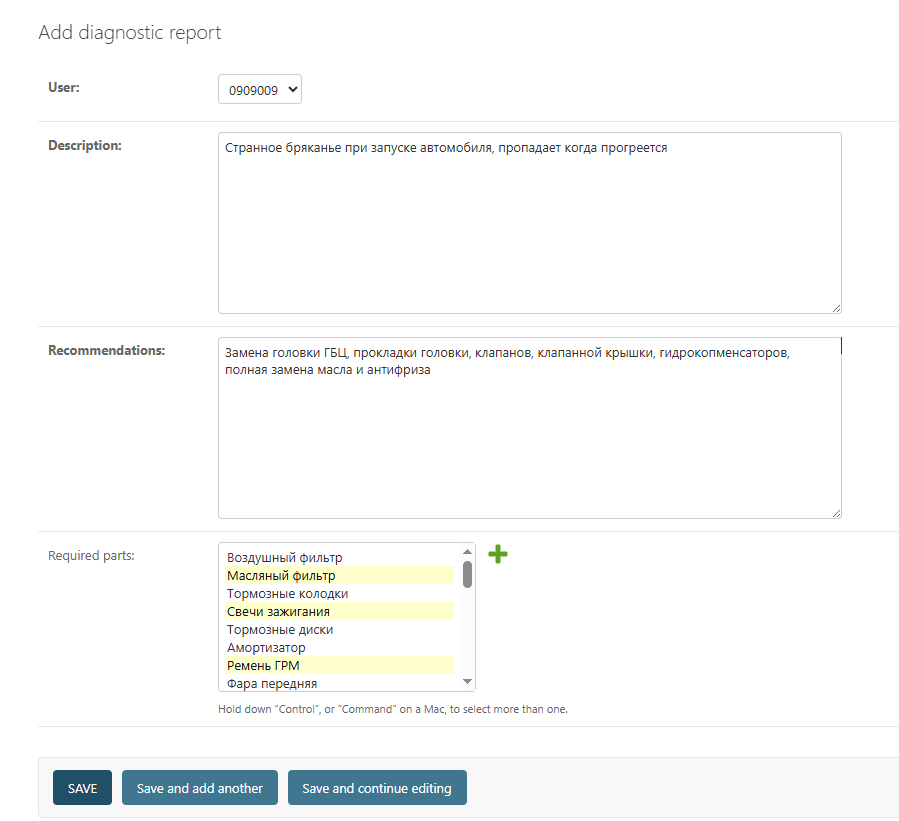 Add diagnostic report
User:
0909009
Description:
Странное бряканье при запуске автомобиля, пропадает когда прогреется
Recommendations:
Замена головки ГБЦ, прокладки головки, клапанов, клапанной крышки, гидрокопменсаторов,
полная замена масла и антифриза
Required parts:
Воздушный фильтр
Масляный фильтр
Тормозные колодки
Свечи зажигания
Тормозные диски
Амортизатор
Ремень ГРМ
Фара передняя
Hold down “Control”, or “Command” on a Mac, to select more than one.
SAVE
Save and add another
Save and continue editing